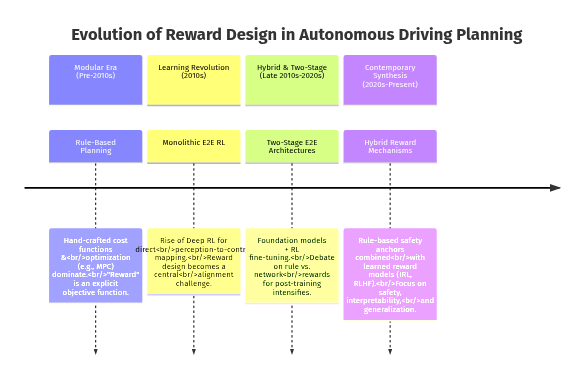 Evolution of Reward Design in Autonomous Driving Planning
Modular Era
(Pre-2010s)
Learning Revolution
(2010s)
Hybrid & Two-Stage
(Late 2010s-2020s)
Contemporary
Synthesis
(2020s-Present)
Rule-Based
Planning
Monolithic E2E RL
Two-Stage E2E
Architectures
Hybrid Reward
Mechanisms
Hand-crafted cost
functions
&<br/>optimization
(e.g., MPC)
dominate.<br/>"Reward"
is an explicit
objective function.
Rise of Deep RL for
direct<br/>perception-to-contr
mapping.<br/>Reward
design becomes a
central<br/>alignment
challenge.
Foundation models
+ RL
fine-tuning.<br/>Debate
on rule vs.
network<br/>rewards
for post-training
intensifies.
Rule-based safety
anchors
combined<br/>with
learned reward
models (IRL,
RLHF).<br/>Focus on
safety,
interpretability,<br/>and
generalization.